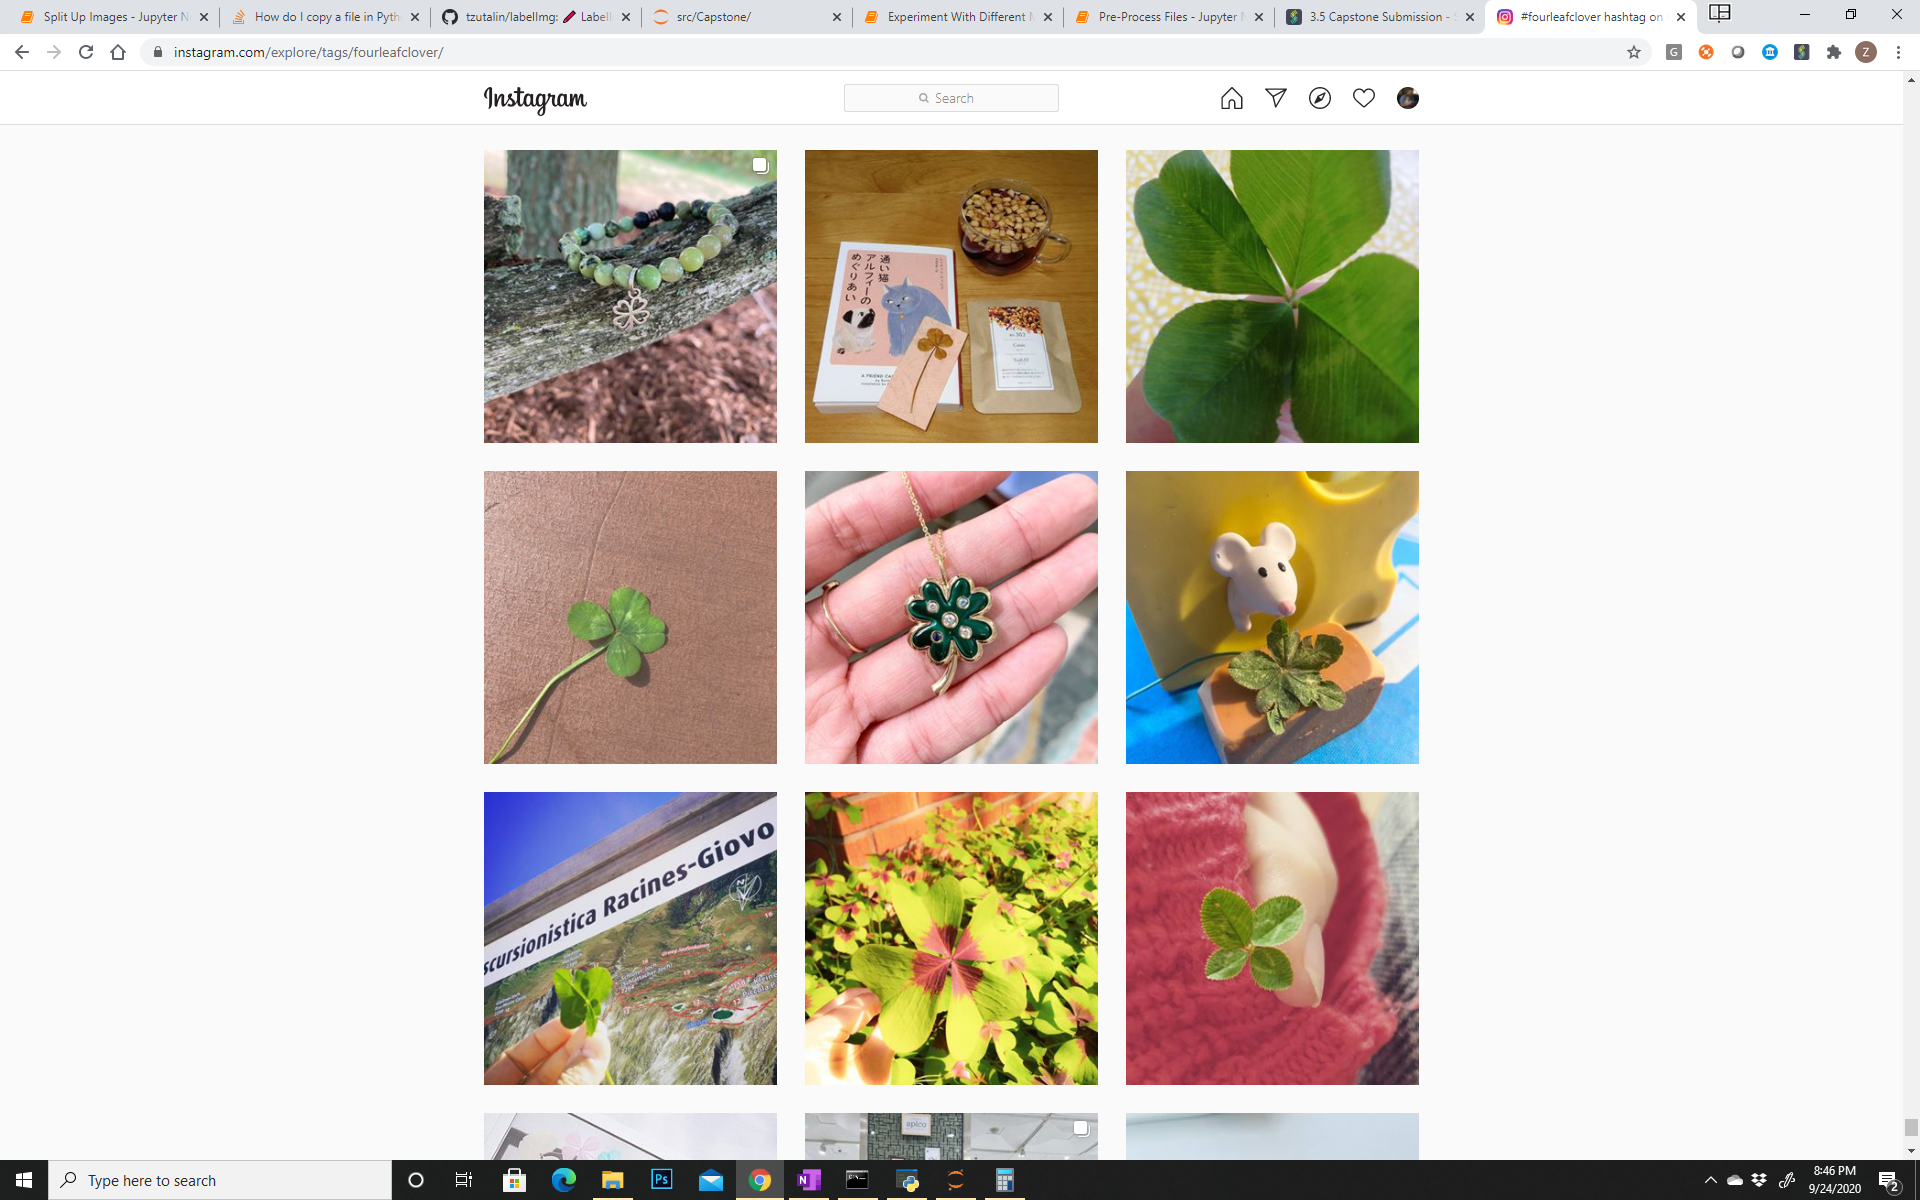 Split Up Images - Jupyter N
How do I copy a file in Pyth
tzutalin/labelImg: 🖍 Labell
src/Capstone/
Experiment With Different M
Pre-Process Files - Jupyter N
3.5 Capstone Submission - S
#fourleafclover hashtag on
instagram.com/explore/tags/fourleafclover/
G
Z
Instagram
Search
通い猫
アルフィーの
めぐりあい
Escursionistica Racines-Giovo
N
apico
Type here to search
Ps
N
8:46 PM
9/24/2020
2